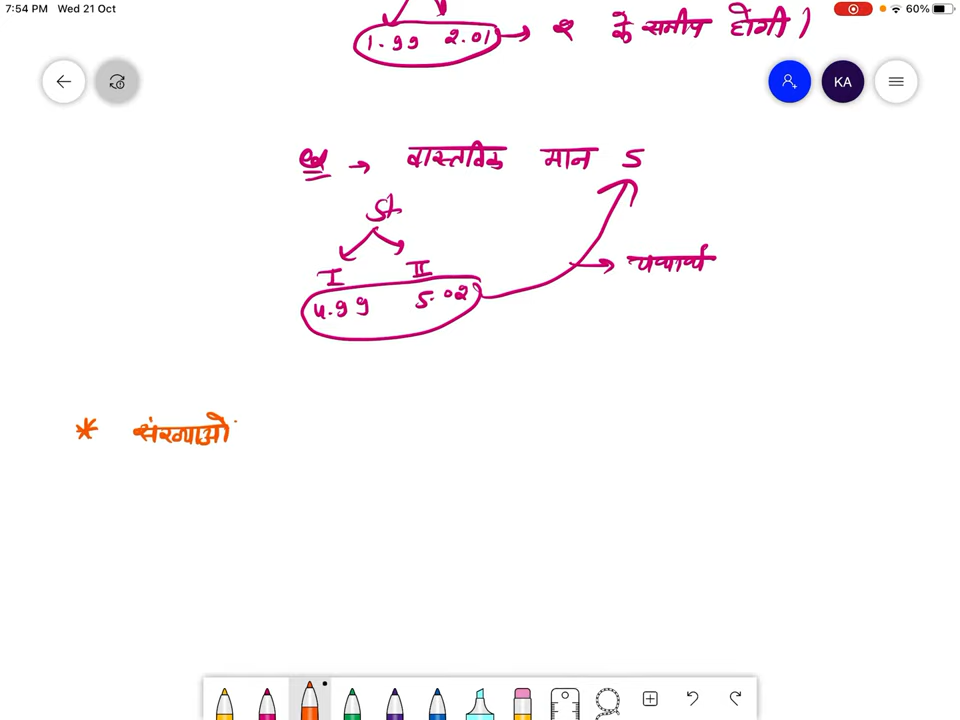 7:54 PM Wed 21 Oct
60%
1.99 2.01 → 2 के समीप होगी।
KA
→ वास्तविक मान 5
St
I II
4.99 5.02
→ यथार्थ
* संख्याओं